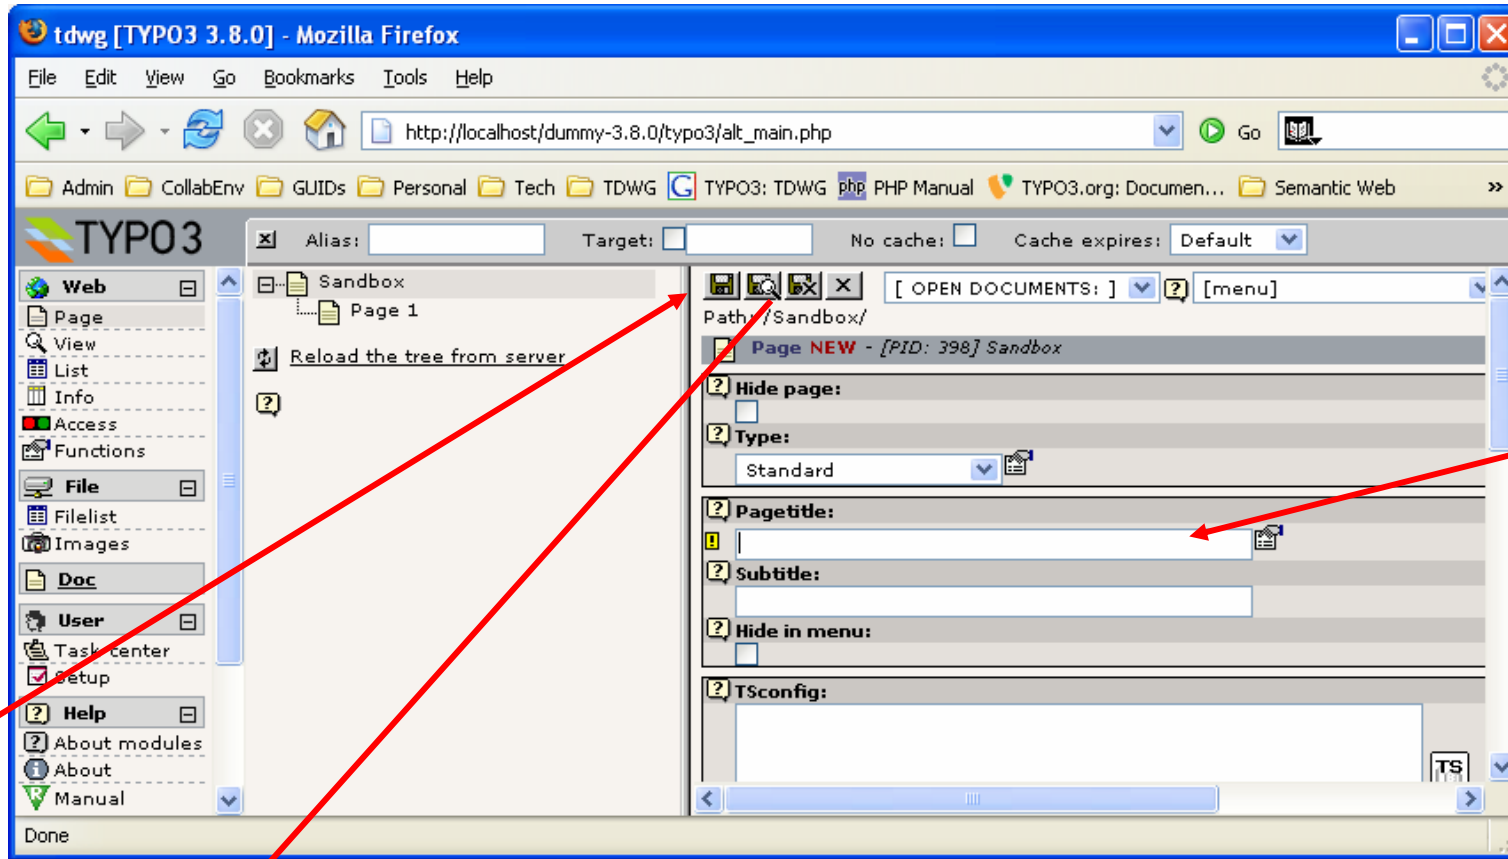 tdwg [TYPO3 3.8.0] - Mozilla Firefox
File Edit View Go Bookmarks Tools Help
http://localhost/dummy-3.8.0/typo3/alt_main.php Go
Admin CollabEnv GUIDs Personal Tech TDWG G TYPO3: TDWG php PHP Manual TYPO3.org: Documen... Semantic Web »
TYPO3 Alias: Target: No cache: Cache expires: Default
Web
Page
View
List
Info
Access
Functions
File
Filelist
Images
Doc
User
Task center
Setup
Help
About modules
About
Manual
Sandbox
Page 1
Reload the tree from server
[ OPEN DOCUMENTS: ] [menu]
Path: /Sandbox/
Page NEW - [PID: 398] Sandbox
Hide page:
Type:
Standard
Pagetitle:
Subtitle:
Hide in menu:
TSconfig:
TS
Done